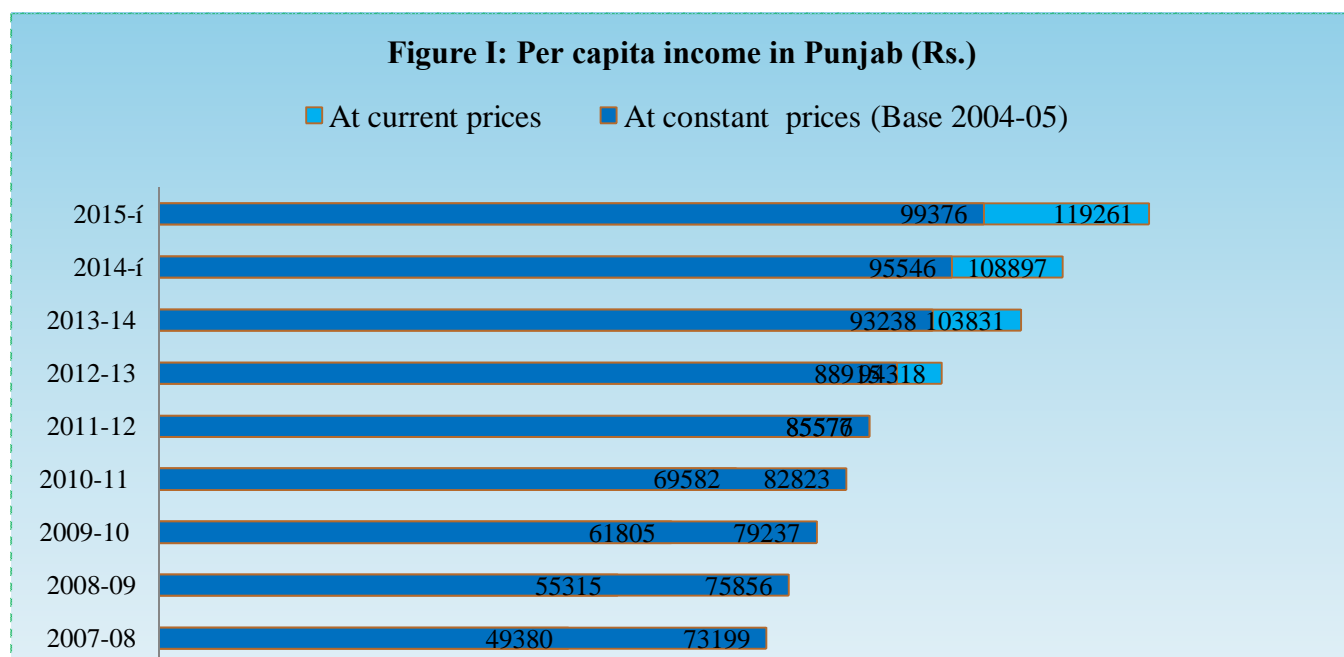 Figure I: Per capita income in Punjab (Rs.)
At current prices At constant prices (Base 2004-05)
2015-í 99376 119261
2014-í 95546 108897
2013-14 93238 103831
2012-13 94318
2011-12
2010-11 69582 82823
2009-10 61805 79237
2008-09 55315 75856
2007-08 49380 73199